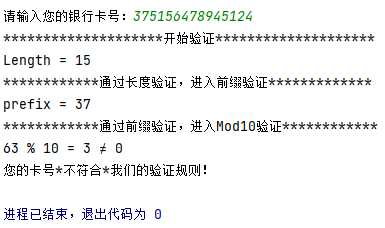 请输入您的银行卡号：375156478945124
********************开始验证********************
Length = 15
************通过长度验证，进入前缀验证*************
prefix = 37
************通过前缀验证，进入Mod10验证************
63 % 10 = 3 ≠ 0
您的卡号*不符合*我们的验证规则！
进程已结束，退出代码为 0